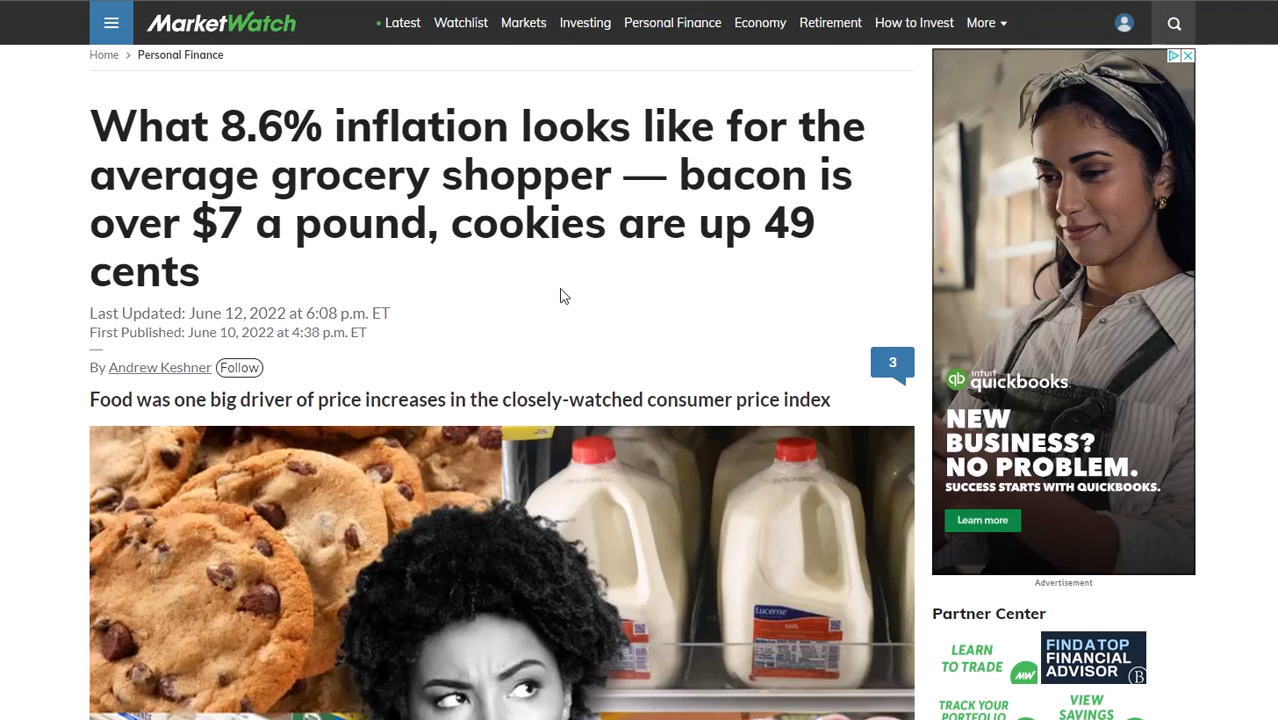 MarketWatch
Latest Watchlist Markets Investing Personal Finance Economy Retirement How to Invest More
Home > Personal Finance
What 8.6% inflation looks like for the
average grocery shopper — bacon is
over $7 a pound, cookies are up 49
cents
Last Updated: June 12, 2022 at 6:08 p.m. ET
First Published: June 10, 2022 at 4:38 p.m. ET
—
By Andrew Keshner Follow
3
Food was one big driver of price increases in the closely-watched consumer price index
Lucerne
qb
intuit
quickbooks.
NEW
BUSINESS?
NO PROBLEM.
SUCCESS STARTS WITH QUICKBOOKS.
Learn more
Advertisement
Partner Center
LEARN
TO TRADE
MW
FIND A TOP
FINANCIAL
ADVISOR
B
TRACK YOUR
PORTFOLIO
VIEW
SAVINGS